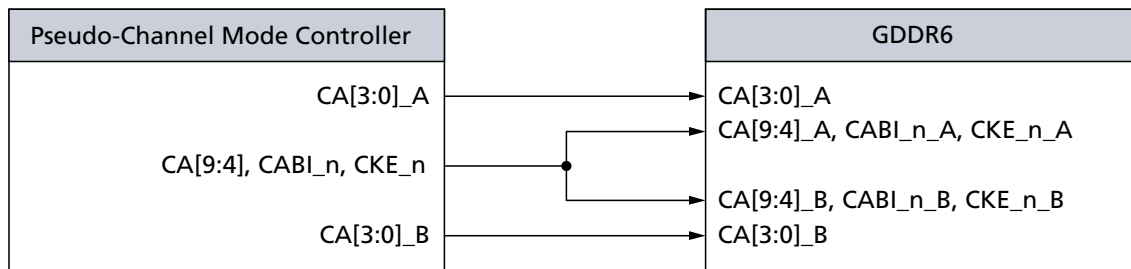 Pseudo-Channel Mode Controller
CA[3:0]_A
CA[9:4], CABI_n, CKE_n
CA[3:0]_B
GDDR6
CA[3:0]_A
CA[9:4]_A, CABI_n_A, CKE_n_A
CA[9:4]_B, CABI_n_B, CKE_n_B
CA[3:0]_B